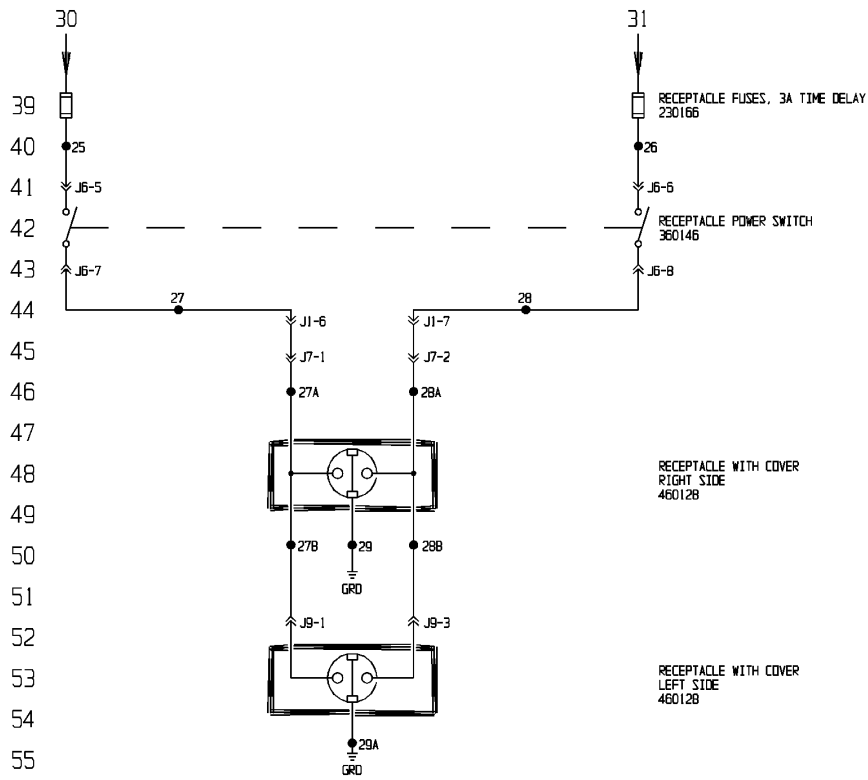 30 31
39 RECEPTACLE FUSES, 3A TIME DELAY
230166
40 25 26
41 J6-5 J6-6
42 RECEPTACLE POWER SWITCH
360146
43 J6-7 J6-8
44 27 28
J1-6 J1-7
45 J7-1 J7-2
46 27A 28A
47
48 RECEPTACLE WITH COVER
RIGHT SIDE
460128
49
50 27B 29 28B
GRD
51
52 J9-1 J9-3
53 RECEPTACLE WITH COVER
LEFT SIDE
460128
54
55 29A
GRD